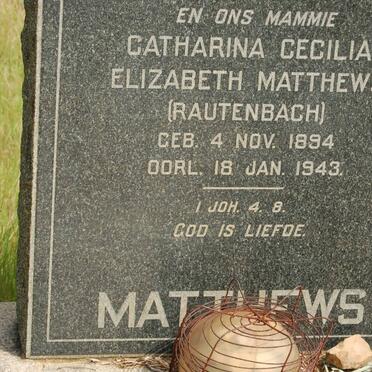 EN ONS MAMMIE
CATHARINA CECILIA
ELIZABETH MATTHEW
(RAUTENBACH)
GEB. 4 NOV. 1894
OORL. 18 JAN. 1943.
I JOH. 4. 8.
GOD IS LIEFDE.
MATTHEWS